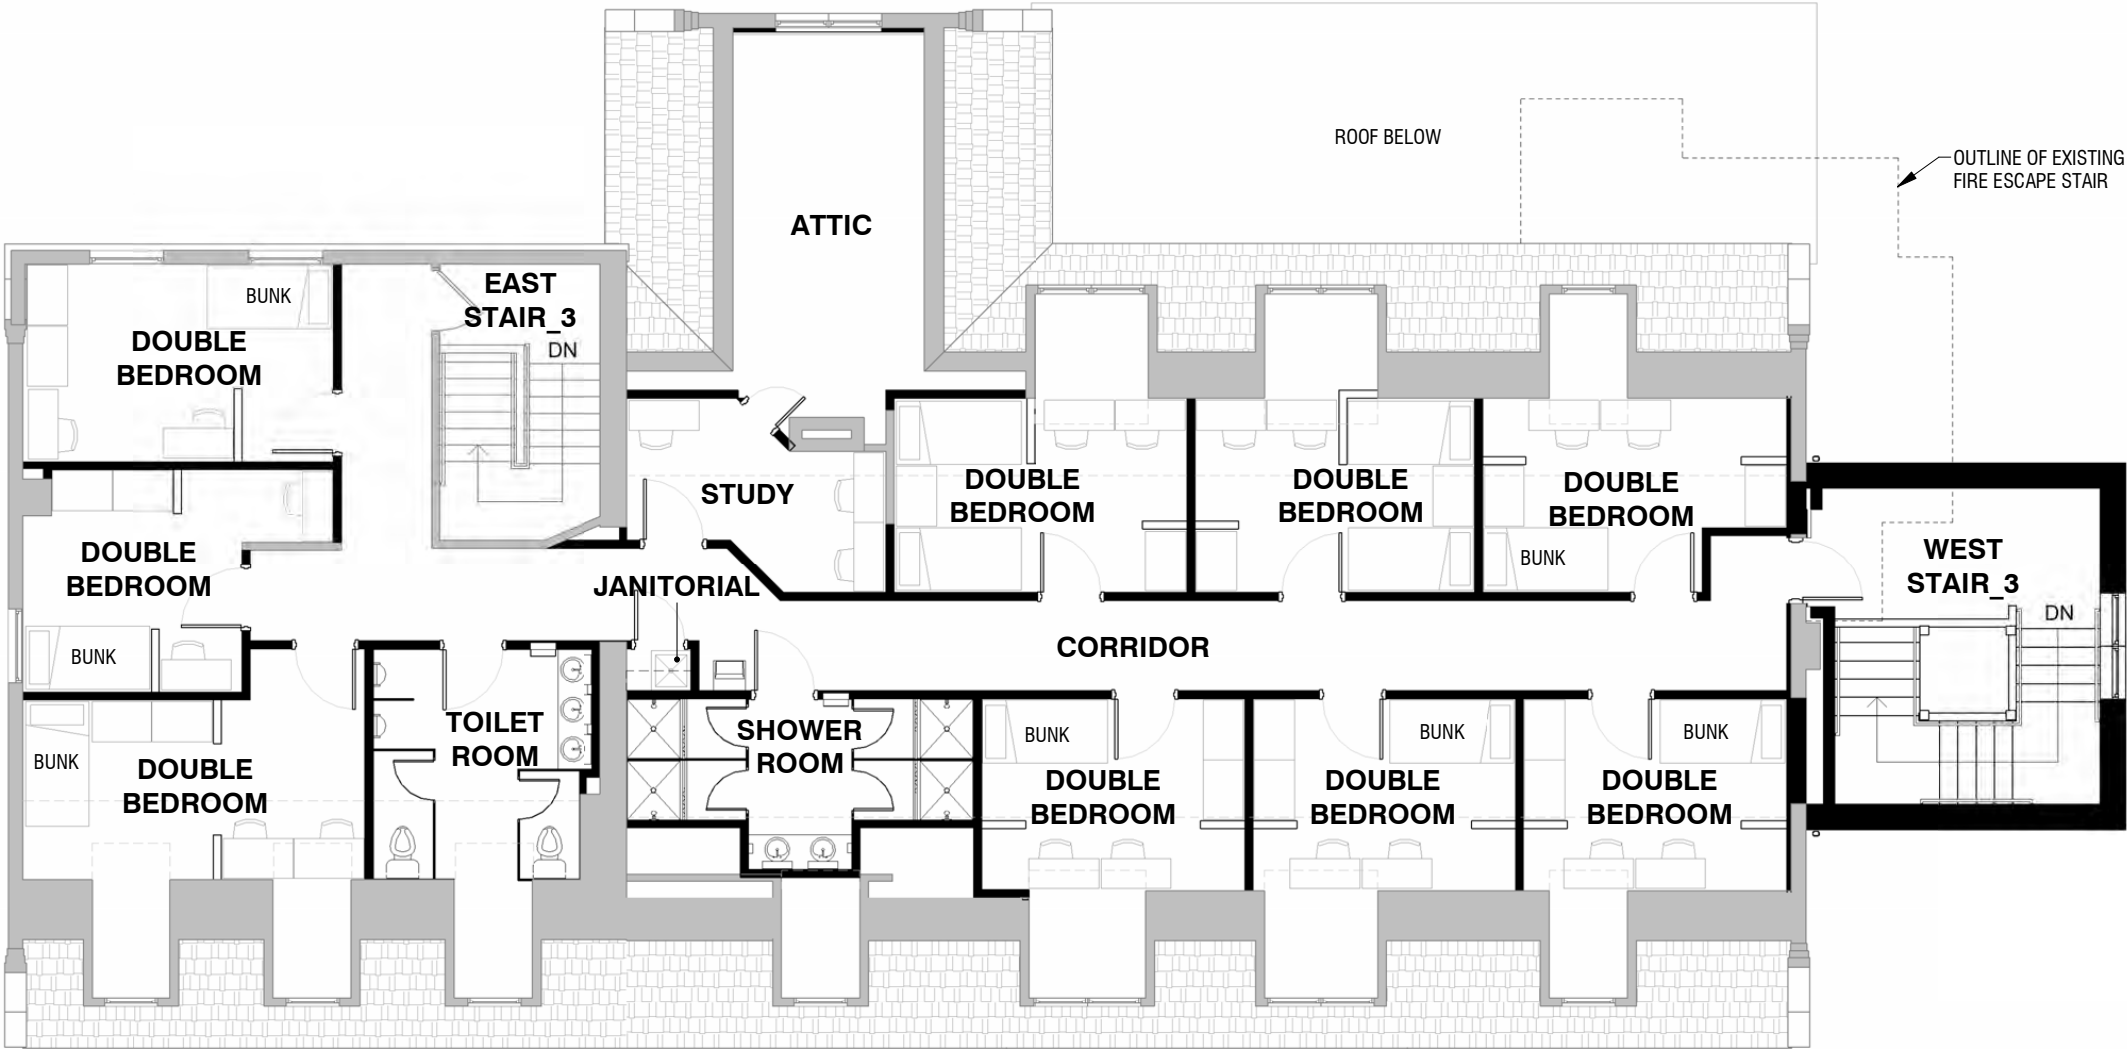 ROOF BELOW
OUTLINE OF EXISTING
FIRE ESCAPE STAIR
ATTIC
EAST
STAIR_3
DN
BUNK
DOUBLE
BEDROOM
STUDY
DOUBLE
BEDROOM
DOUBLE
BEDROOM
DOUBLE
BEDROOM
BUNK
WEST
STAIR_3
DN
DOUBLE
BEDROOM
BUNK
JANITORIAL
CORRIDOR
BUNK
DOUBLE
BEDROOM
TOILET
ROOM
SHOWER
ROOM
BUNK
DOUBLE
BEDROOM
BUNK
DOUBLE
BEDROOM
BUNK
DOUBLE
BEDROOM